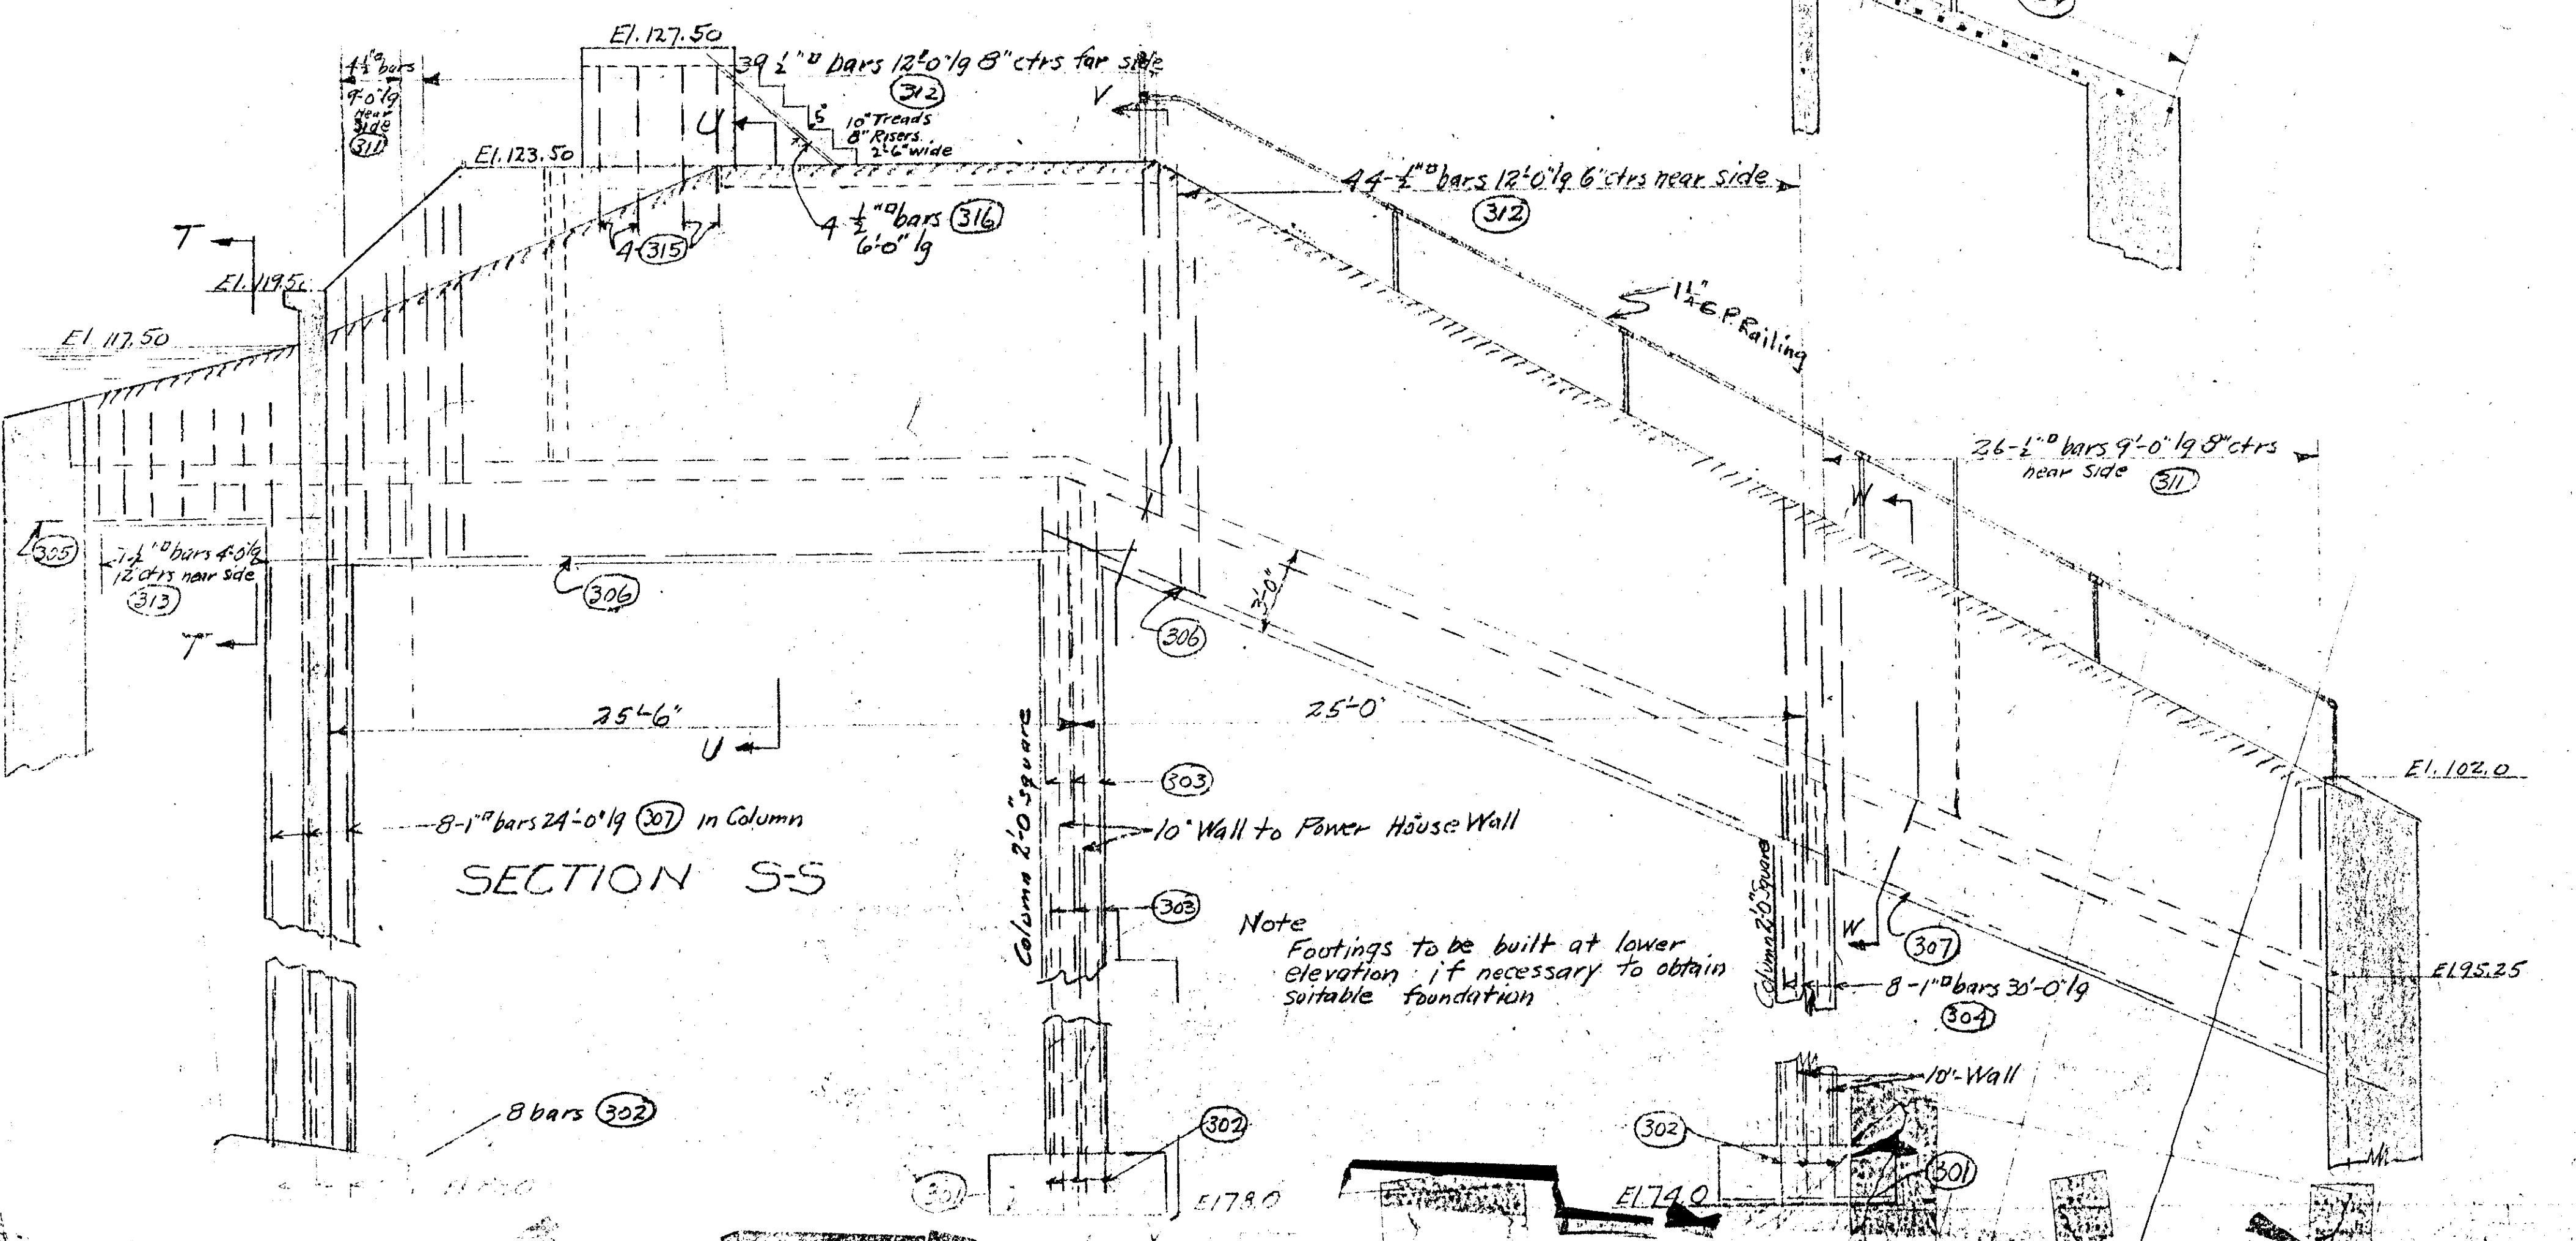 El. 127.50
4 ½"□ bars
9'-0" lg
Near
Side
(311)
39 ½"□ bars 12'-0" lg 8" ctrs far side
(312)
10" Treads
8" Risers
2'-6" wide
5"
U
V
El. 123.50
44-½"□ bars 12'-0" lg 6" ctrs near side
(312)
4 ½"□ bars (316)
6'-0" lg
4-(315)
T
El. 119.5
1¼" G.P. Railing
El. 117.50
26-½"□ bars 9'-0" lg 8" ctrs
near side (311)
W
(305)
7-½"□ bars 4'-0" lg
12" ctrs near side
(313)
(306)
3'-0"
(306)
T
25'-6"
25'-0"
U
El. 102.0
Column 2'-0" square
(303)
8-1"□ bars 24'-0" lg (307) in Column
10" Wall to Power House Wall
SECTION S-S
(303)
Column 2'-0" Square
Note
Footings to be built at lower
elevation if necessary to obtain
suitable foundation
W
(307)
El. 95.25
8-1"□ bars 30'-0" lg
(304)
10"-Wall
8 bars (302)
(302)
(302)
(301)
(301)
El 78.0
El. 74.0